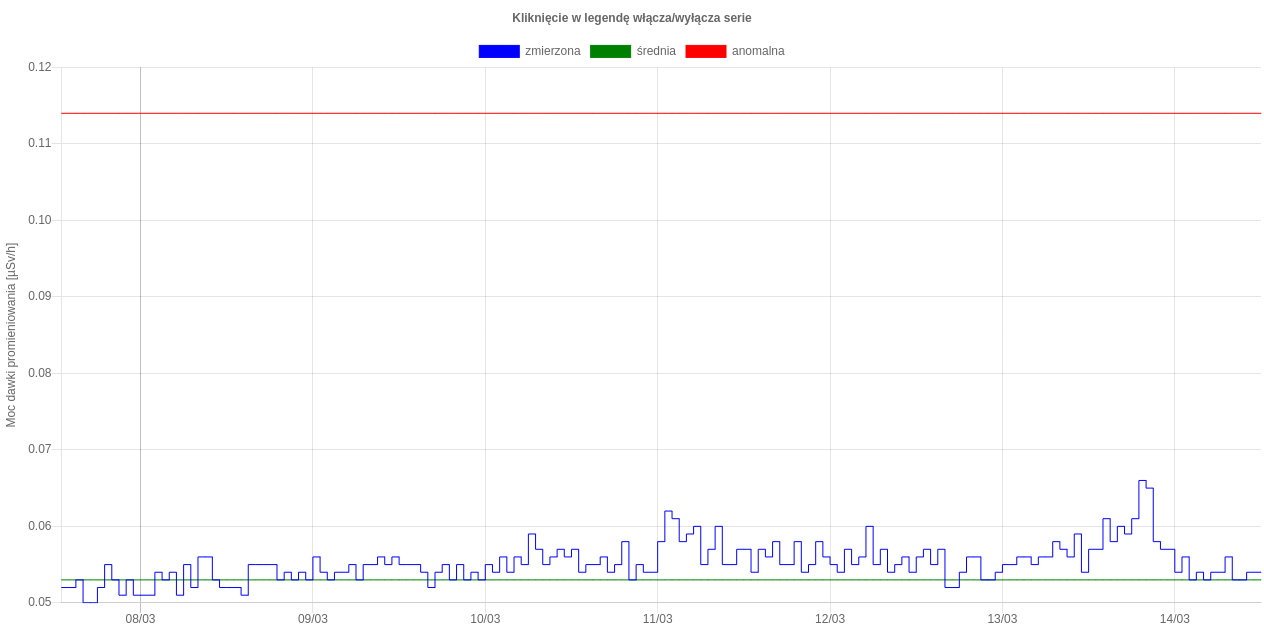 Kliknięcie w legendę włącza/wyłącza serie
zmierzona średnia anomalna
Moc dawki promieniowania [µSv/h]
0.12
0.11
0.10
0.09
0.08
0.07
0.06
0.05
08/03 09/03 10/03 11/03 12/03 13/03 14/03